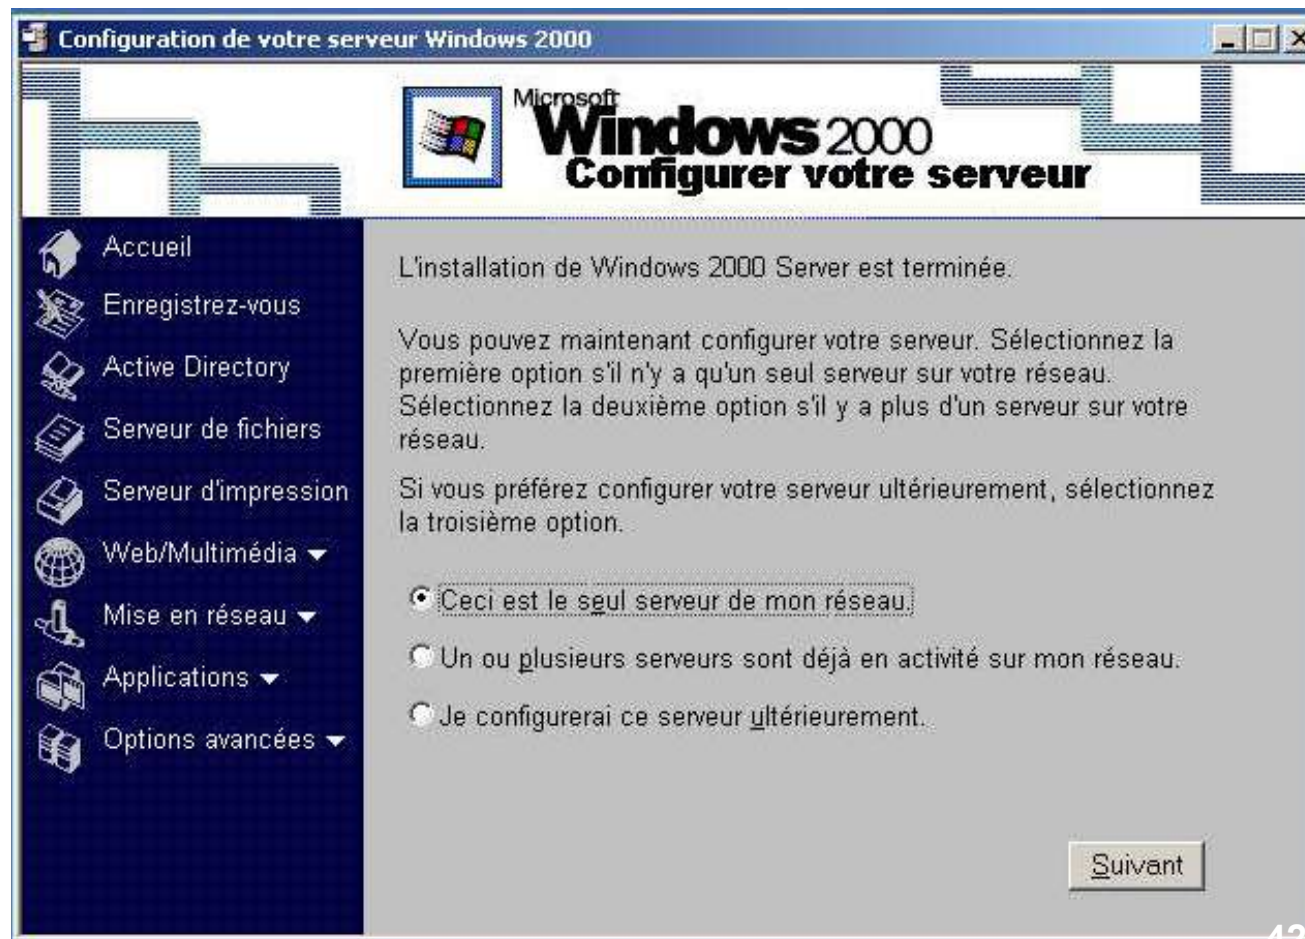 Configuration de votre serveur Windows 2000
Microsoft
Windows 2000
Configurer votre serveur
Accueil
Enregistrez-vous
Active Directory
Serveur de fichiers
Serveur d'impression
Web/Multimédia
Mise en réseau
Applications
Options avancées
L'installation de Windows 2000 Server est terminée.
Vous pouvez maintenant configurer votre serveur. Sélectionnez la
première option s'il n'y a qu'un seul serveur sur votre réseau.
Sélectionnez la deuxième option s'il y a plus d'un serveur sur votre
réseau.
Si vous préférez configurer votre serveur ultérieurement, sélectionnez
la troisième option.
Ceci est le seul serveur de mon réseau.
Un ou plusieurs serveurs sont déjà en activité sur mon réseau.
Je configurerai ce serveur ultérieurement.
Suivant